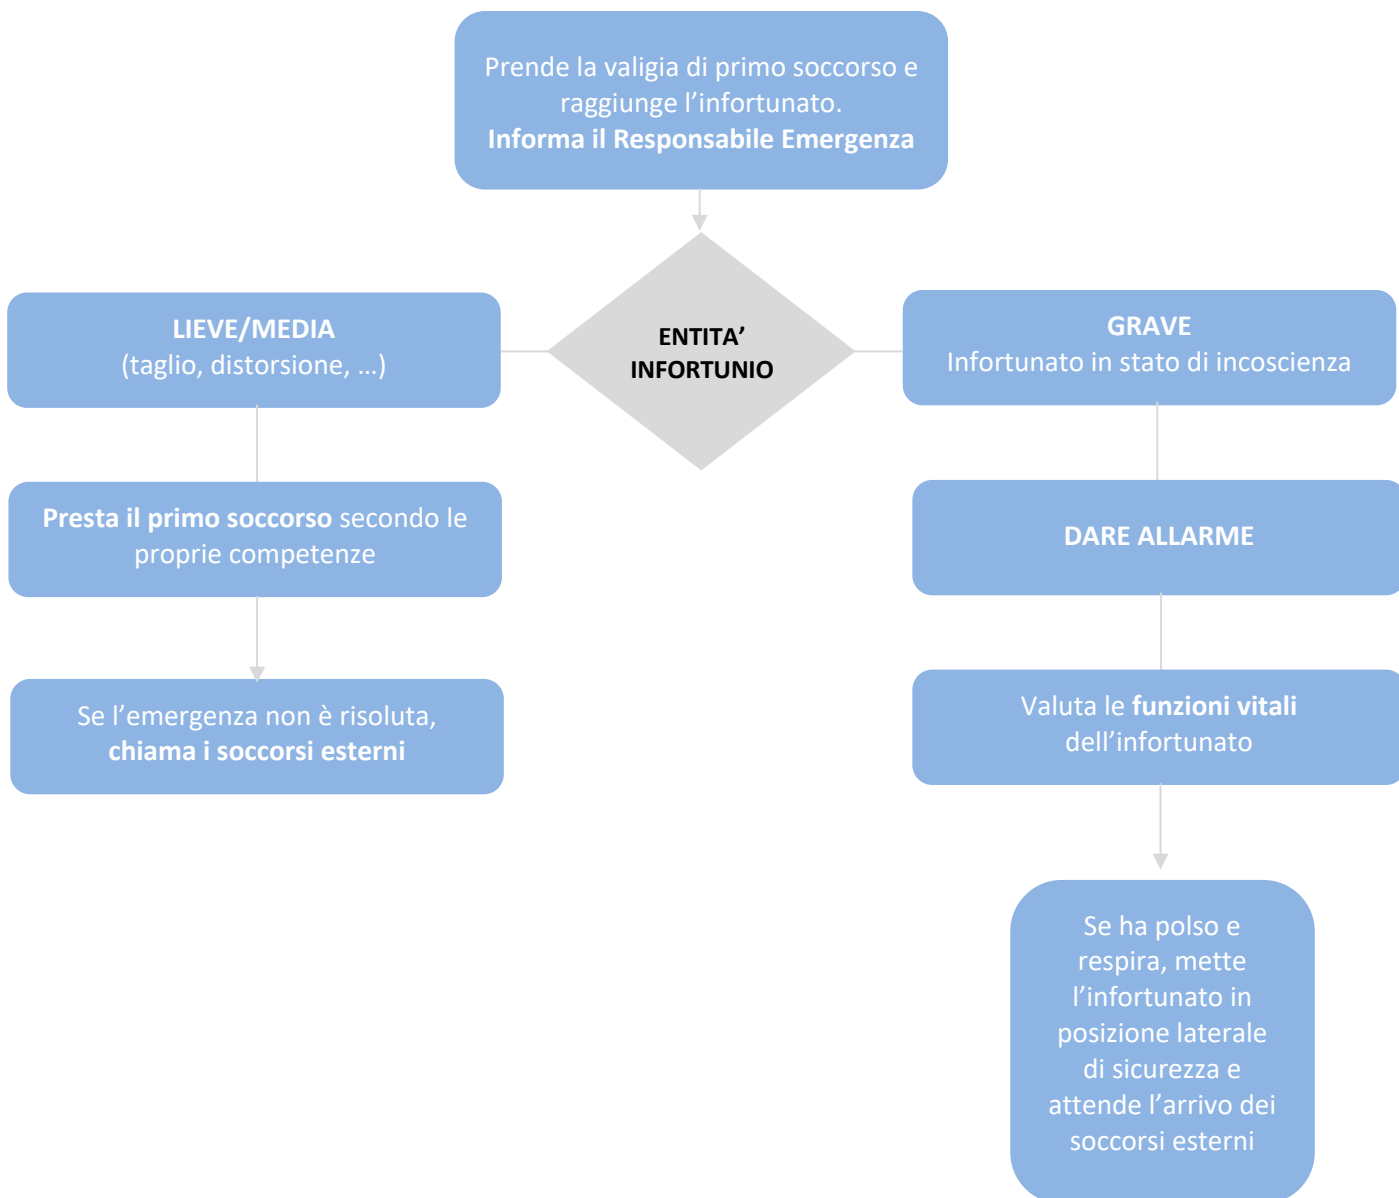 Prende la valigia di primo soccorso e
raggiunge l’infortunato.
Informa il Responsabile Emergenza
ENTITA’
INFORTUNIO
LIEVE/MEDIA
(taglio, distorsione, …)
GRAVE
Infortunato in stato di incoscienza
Presta il primo soccorso secondo le
proprie competenze
DARE ALLARME
Se l’emergenza non è risoluta,
chiama i soccorsi esterni
Valuta le funzioni vitali
dell’infortunato
Se ha polso e
respira, mette
l’infortunato in
posizione laterale
di sicurezza e
attende l’arrivo dei
soccorsi esterni